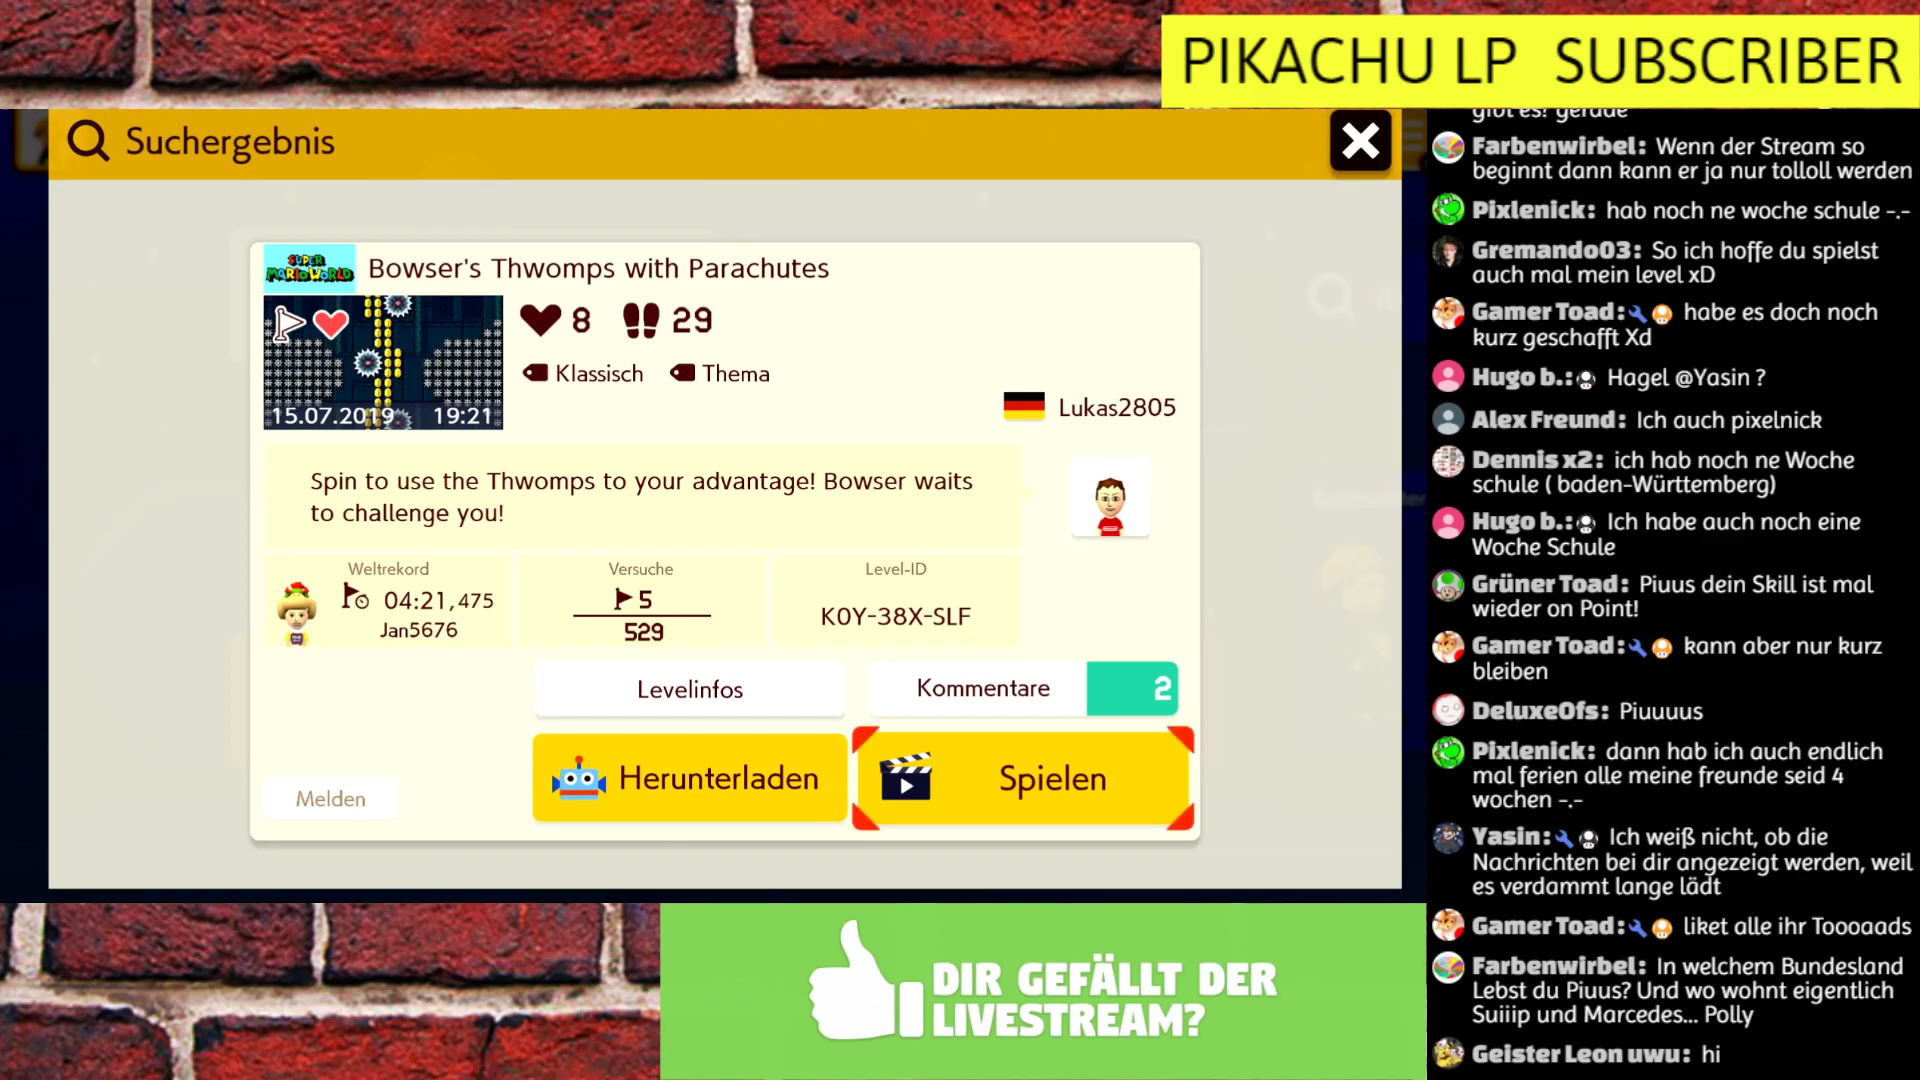 PIKACHU LP SUBSCRIBER
Suchergebnis
SUPER
MARIO WORLD
Bowser's Thwomps with Parachutes
8
29
Klassisch
Thema
15.07.2019 19:21
Lukas2805
Spin to use the Thwomps to your advantage! Bowser waits
to challenge you!
Weltrekord
04:21,475
Jan5676
Versuche
5
529
Level-ID
K0Y-38X-SLF
Levelinfos
Kommentare
2
Melden
Herunterladen
Spielen
DIR GEFÄLLT DER
LIVESTREAM?
gibt es? gerade
Farbenwirbel: Wenn der Stream so
beginnt dann kann er ja nur tolloll werden
Pixlenick: hab noch ne woche schule -.-
Gremando03: So ich hoffe du spielst
auch mal mein level xD
Gamer Toad: habe es doch noch
kurz geschafft Xd
Hugo b.: Hagel @Yasin ?
Alex Freund: Ich auch pixelnick
Dennis x2: ich hab noch ne Woche
schule ( baden-Württemberg)
Hugo b.: Ich habe auch noch eine
Woche Schule
Grüner Toad: Piuus dein Skill ist mal
wieder on Point!
Gamer Toad: kann aber nur kurz
bleiben
DeluxeOfs: Piuuuus
Pixlenick: dann hab ich auch endlich
mal ferien alle meine freunde seid 4
wochen -.-
Yasin: Ich weiß nicht, ob die
Nachrichten bei dir angezeigt werden, weil
es verdammt lange lädt
Gamer Toad: liket alle ihr Toooaads
Farbenwirbel: In welchem Bundesland
Lebst du Piuus? Und wo wohnt eigentlich
Suiiip und Marcedes... Polly
Geister Leon uwu: hi